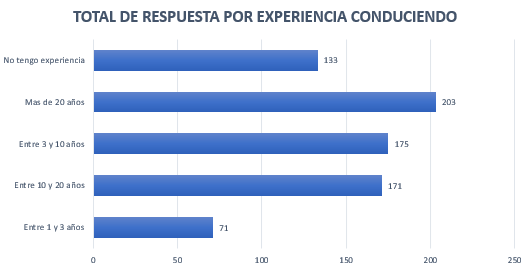 TOTAL DE RESPUESTA POR EXPERIENCIA CONDUCIENDO
No tengo experiencia 133
Mas de 20 años 203
Entre 3 y 10 años 175
Entre 10 y 20 años 171
Entre 1 y 3 años 71
0 50 100 150 200 250